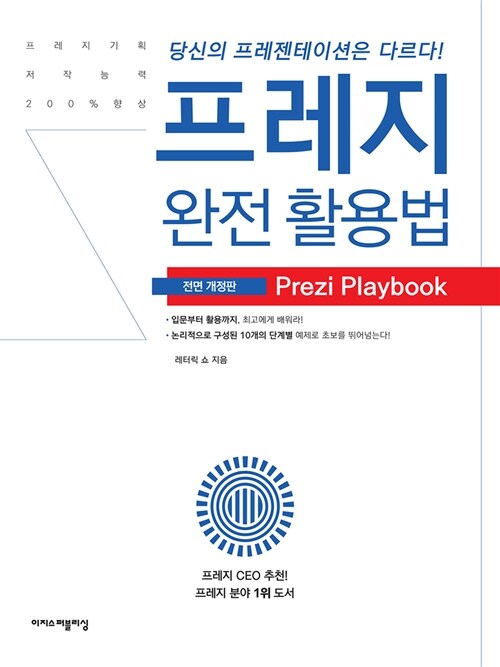 프레지기획
저작능력
200%향상
당신의 프레젠테이션은 다르다!
프레지
완전 활용법
전면 개정판 Prezi Playbook
• 입문부터 활용까지, 최고에게 배워라!
• 논리적으로 구성된 10개의 단계별 예제로 초보를 뛰어넘는다!
레터릭 쇼 지음
프레지 CEO 추천!
프레지 분야 1위 도서
이지스퍼블리싱